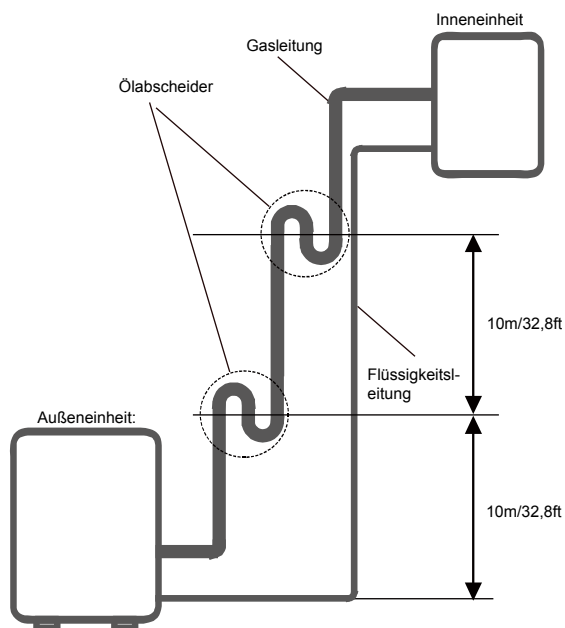 Inneneinheit
Gasleitung
Ölabscheider
10m/32,8ft
Flüssigkeitsl-
eitung
Außeneinheit:
10m/32,8ft